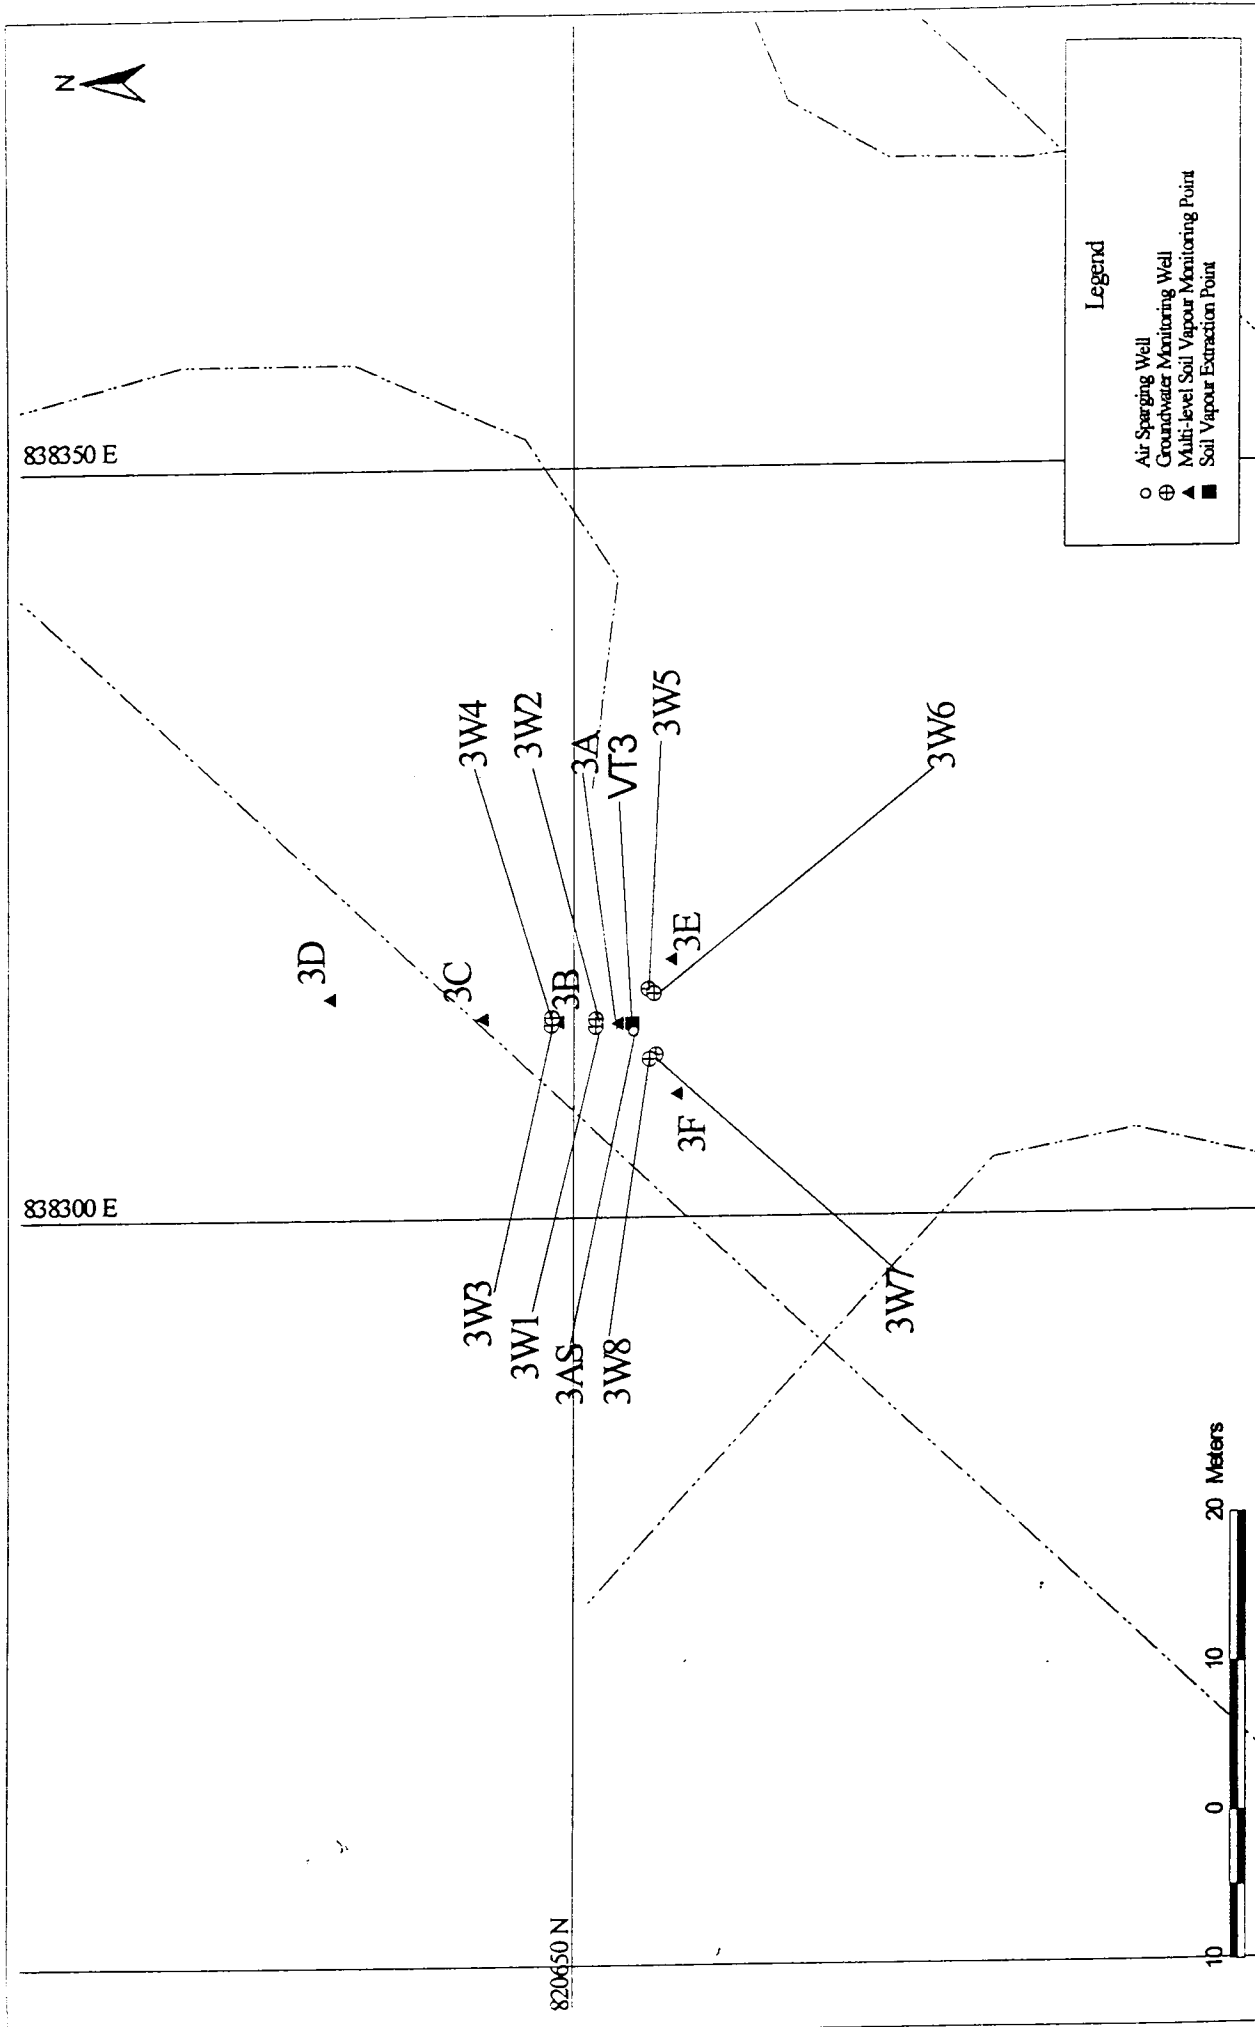 N
838300 E
838350 E
820650 N
3D
3C
3W4
3W2
3B
3A
VT3
3W5
3E
3W6
3F
3W3
3W1
3AS
3W8
3W7
10 0 10 20 Meters
Legend
Air Sparging Well
Groundwater Monitoring Well
Multi-level Soil Vapour Monitoring Point
Soil Vapour Extraction Point